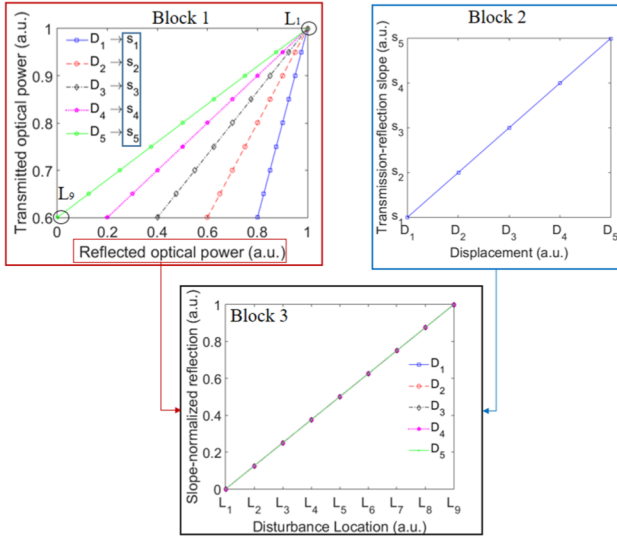 Block 1
L₁
Transmitted optical power (a.u.)
1
0.9
0.8
0.7
0.6
D₁ → s₁
D₂ → s₂
D₃ → s₃
D₄ → s₄
D₅ → s₅
L₉
0 0.2 0.4 0.6 0.8 1
Reflected optical power (a.u.)
Block 2
Transmission-reflection slope (a.u.)
s₅
s₄
s₃
s₂
s₁
D₁ D₂ D₃ D₄ D₅
Displacement (a.u.)
Block 3
Slope-normalized reflection (a.u.)
1
0.8
0.6
0.4
0.2
0
D₁
D₂
D₃
D₄
D₅
L₁ L₂ L₃ L₄ L₅ L₆ L₇ L₈ L₉
Disturbance Location (a.u.)